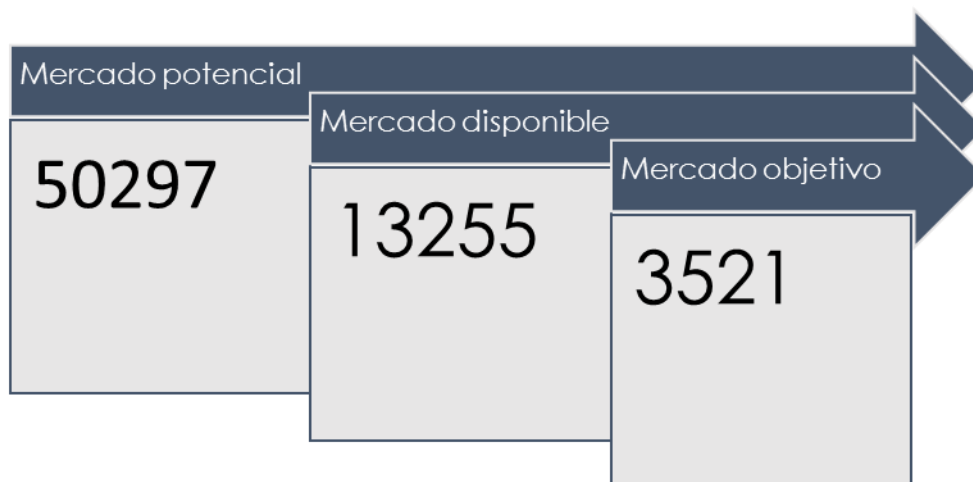 Mercado potencial
50297
Mercado disponible
13255
Mercado objetivo
3521